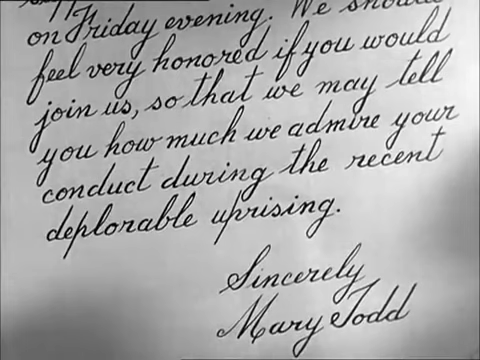 on Friday evening. We should
feel very honored if you would
join us, so that we may tell
you how much we admire your
conduct during the recent
deplorable uprising.
Sincerely
Mary Todd